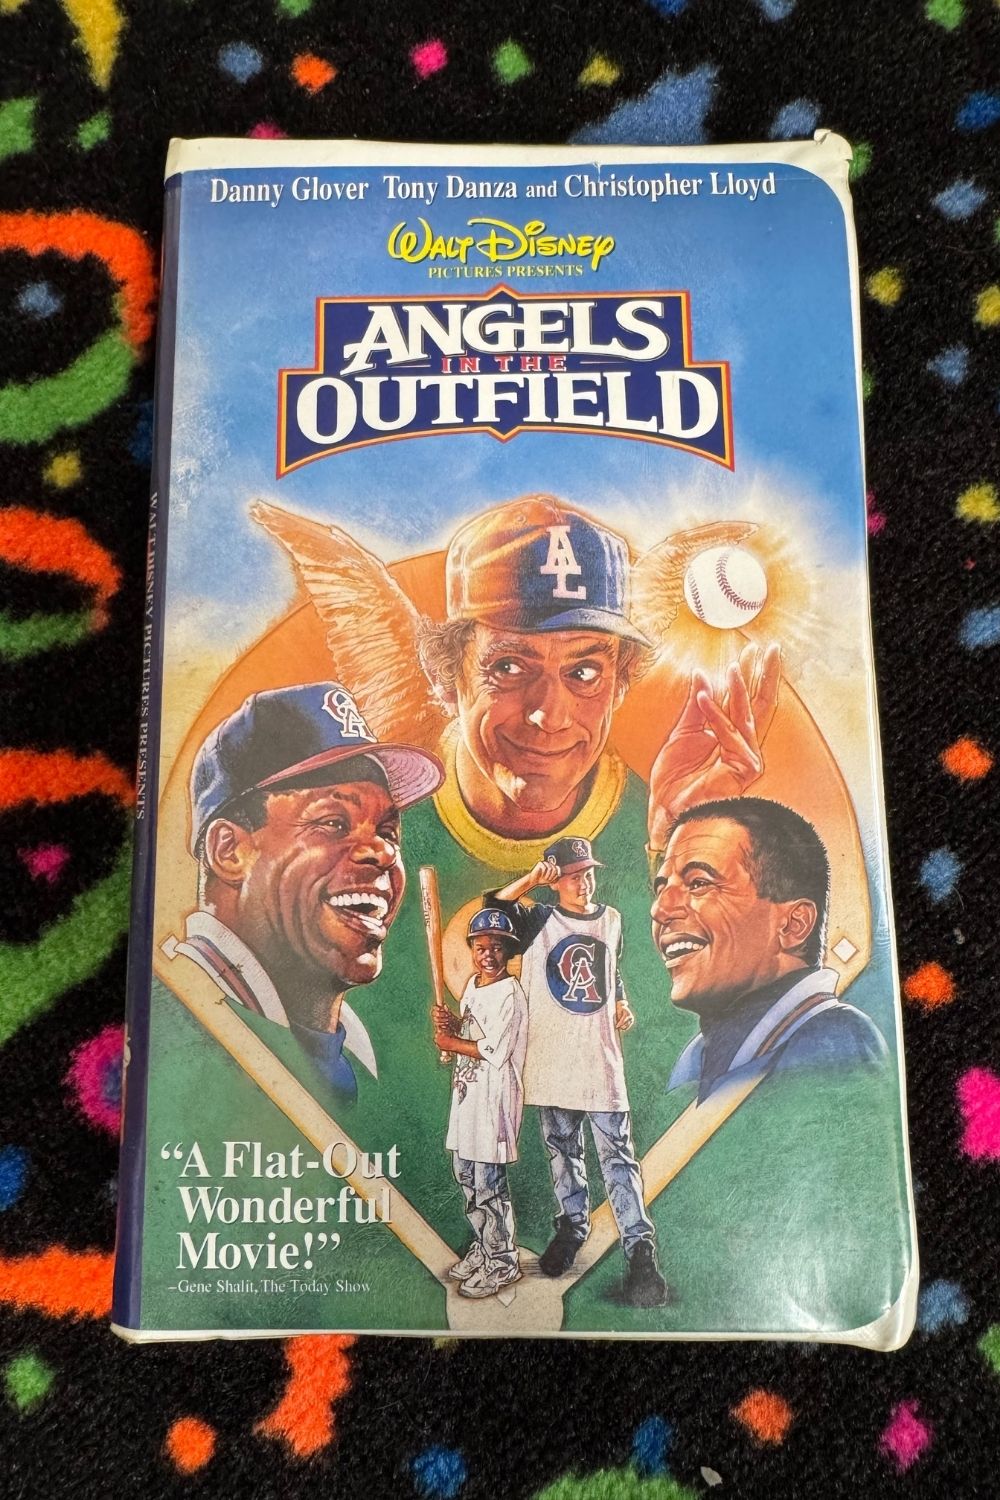 Danny Glover Tony Danza and Christopher Lloyd
WALT DISNEY
PICTURES PRESENTS
ANGELS
IN THE
OUTFIELD
AL
CA
CA
CA
CA
"A Flat-Out
Wonderful
Movie!"
–Gene Shalit, The Today Show
WALT DISNEY PICTURES PRESENTS